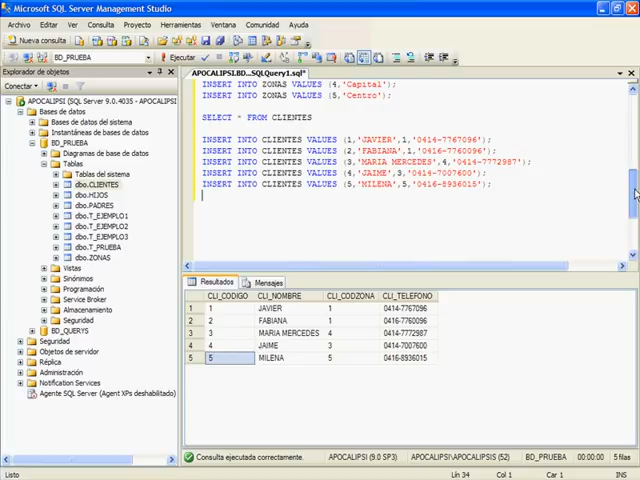 Microsoft SQL Server Management Studio
Archivo Editar Ver Consulta Proyecto Herramientas Ventana Comunidad Ayuda
Nueva consulta
BD_PRUEBA Ejecutar
Explorador de objetos
Conectar
APOCALIPSI (SQL Server 9.0.4035 - APOCALIPSI
Bases de datos
Bases de datos del sistema
Instantáneas de bases de datos
BD_PRUEBA
Diagramas de base de datos
Tablas
Tablas del sistema
dbo.CLIENTES
dbo.HIJOS
dbo.PADRES
dbo.T_EJEMPLO1
dbo.T_EJEMPLO2
dbo.T_EJEMPLO3
dbo.T_PRUEBA
dbo.ZONAS
Vistas
Sinónimos
Programación
Service Broker
Almacenamiento
Seguridad
BD_QUERYS
Seguridad
Objetos de servidor
Réplica
Administración
Notification Services
Agente SQL Server (Agent XPs deshabilitado)
APOCALIPSI.BD...SQLQuery1.sql*
INSERT INTO ZONAS VALUES (4,'Capital');
INSERT INTO ZONAS VALUES (5,'Centro');
SELECT * FROM CLIENTES
INSERT INTO CLIENTES VALUES (1,'JAVIER',1,'0414-7767096');
INSERT INTO CLIENTES VALUES (2,'FABIANA',1,'0416-7760096');
INSERT INTO CLIENTES VALUES (3,'MARIA MERCEDES',4,'0414-7772987');
INSERT INTO CLIENTES VALUES (4,'JAIME',3,'0414-7007600');
INSERT INTO CLIENTES VALUES (5,'MILENA',5,'0416-8936015');
Resultados Mensajes
CLI_CODIGO CLI_NOMBRE CLI_CODZONA CLI_TELEFONO
1 1 JAVIER 1 0414-7767096
2 2 FABIANA 1 0416-7760096
3 3 MARIA MERCEDES 4 0414-7772987
4 4 JAIME 3 0414-7007600
5 5 MILENA 5 0416-8936015
Consulta ejecutada correctamente. APOCALIPSI (9.0 SP3) APOCALIPSI\APOCALIPSIS (52) BD_PRUEBA 00:00:00 5 filas
Listo Lín 34 Col 1 Car 1 INS